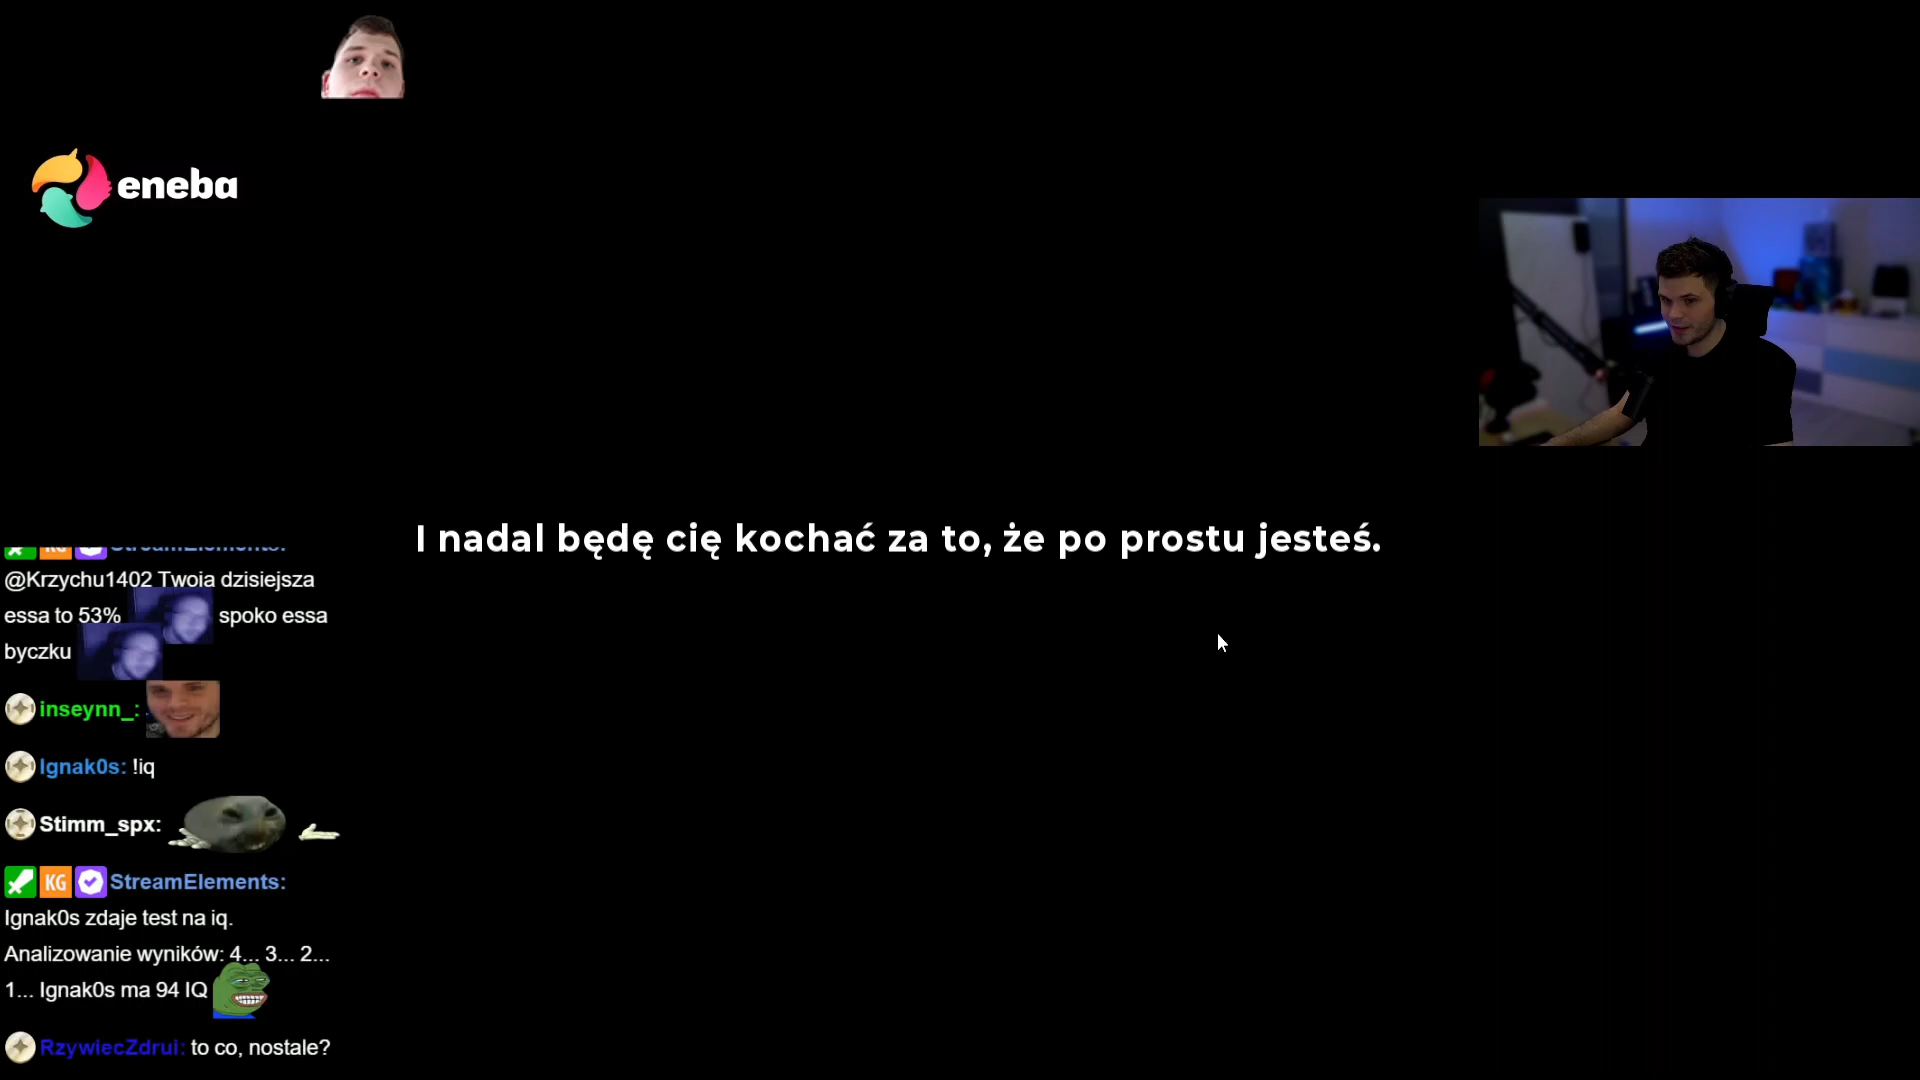 eneba
I nadal będę cię kochać za to, że po prostu jesteś.
StreamElements:
@Krzychu1402 Twoja dzisiejsza
essa to 53% spoko essa
byczku
inseynn_:
Ignak0s: !iq
Stimm_spx:
KG StreamElements:
Ignak0s zdaje test na iq.
Analizowanie wyników: 4... 3... 2...
1... Ignak0s ma 94 IQ
RzywiecZdrui: to co, nostale?